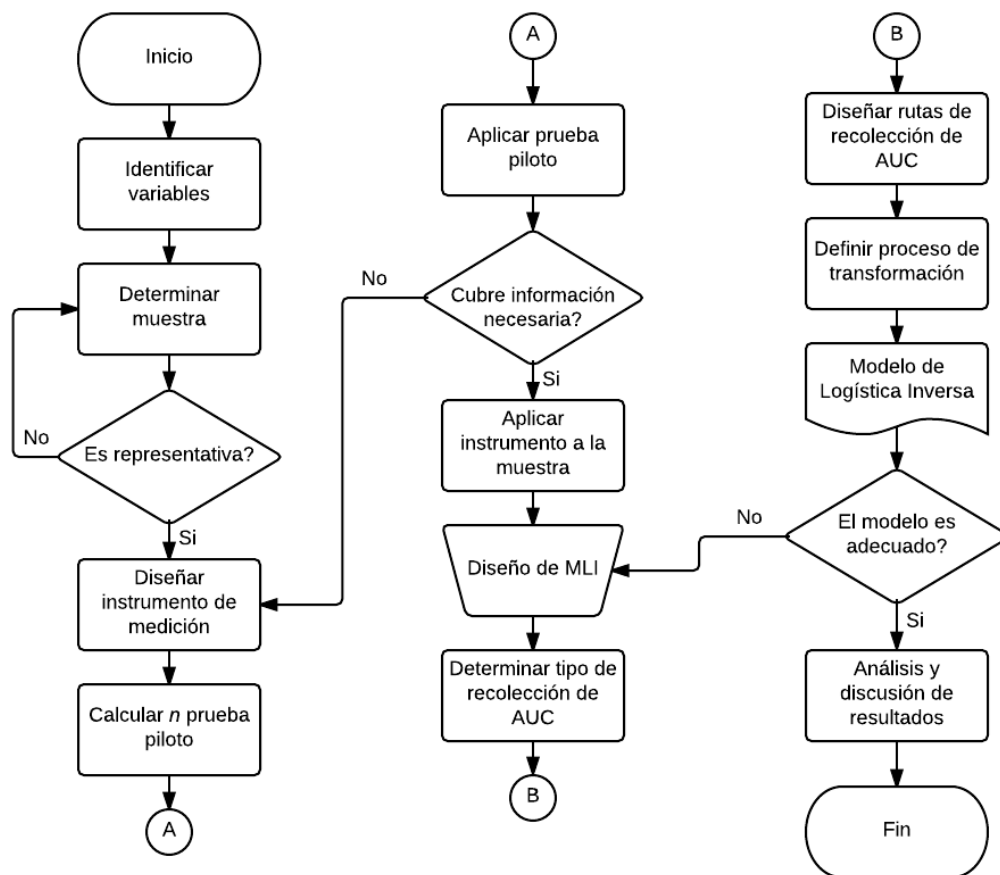 Inicio
Identificar
variables
Determinar
muestra
No
Es representativa?
Si
Diseñar
instrumento de
medición
Calcular n prueba
piloto
A
A
Aplicar prueba
piloto
No
Cubre información
necesaria?
Si
Aplicar
instrumento a la
muestra
Diseño de MLI
Determinar tipo de
recolección de
AUC
B
B
Diseñar rutas de
recolección de
AUC
Definir proceso de
transformación
Modelo de
Logística Inversa
No
El modelo es
adecuado?
Si
Análisis y
discusión de
resultados
Fin